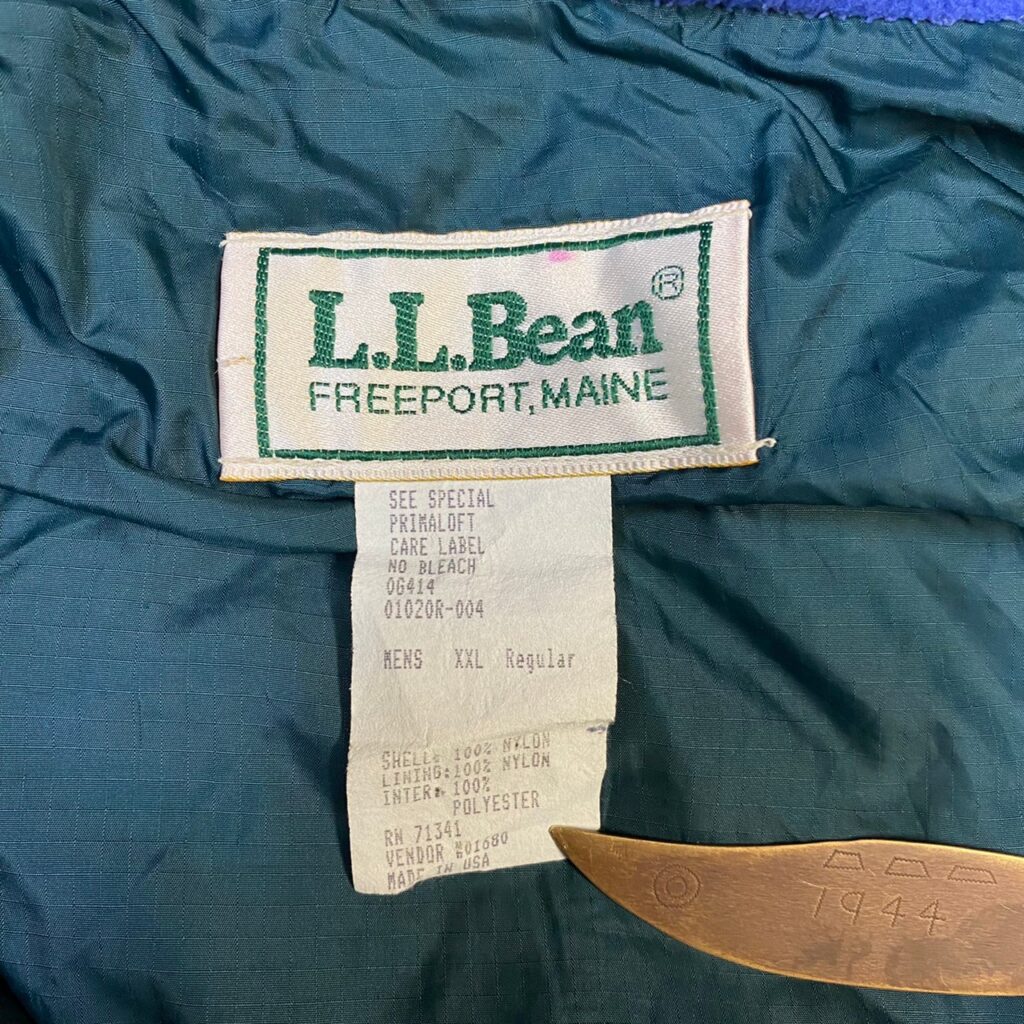 L.L.Bean®
FREEPORT, MAINE
SEE SPECIAL
PRIMALOFT
CARE LABEL
NO BLEACH
0G414
01020R-004
MENS XXL Regular
SHELL: 100% NYLON
LINING:100% NYLON
INTER: 100%
POLYESTER
RN 71341
VENDOR #01680
MADE IN USA
1944